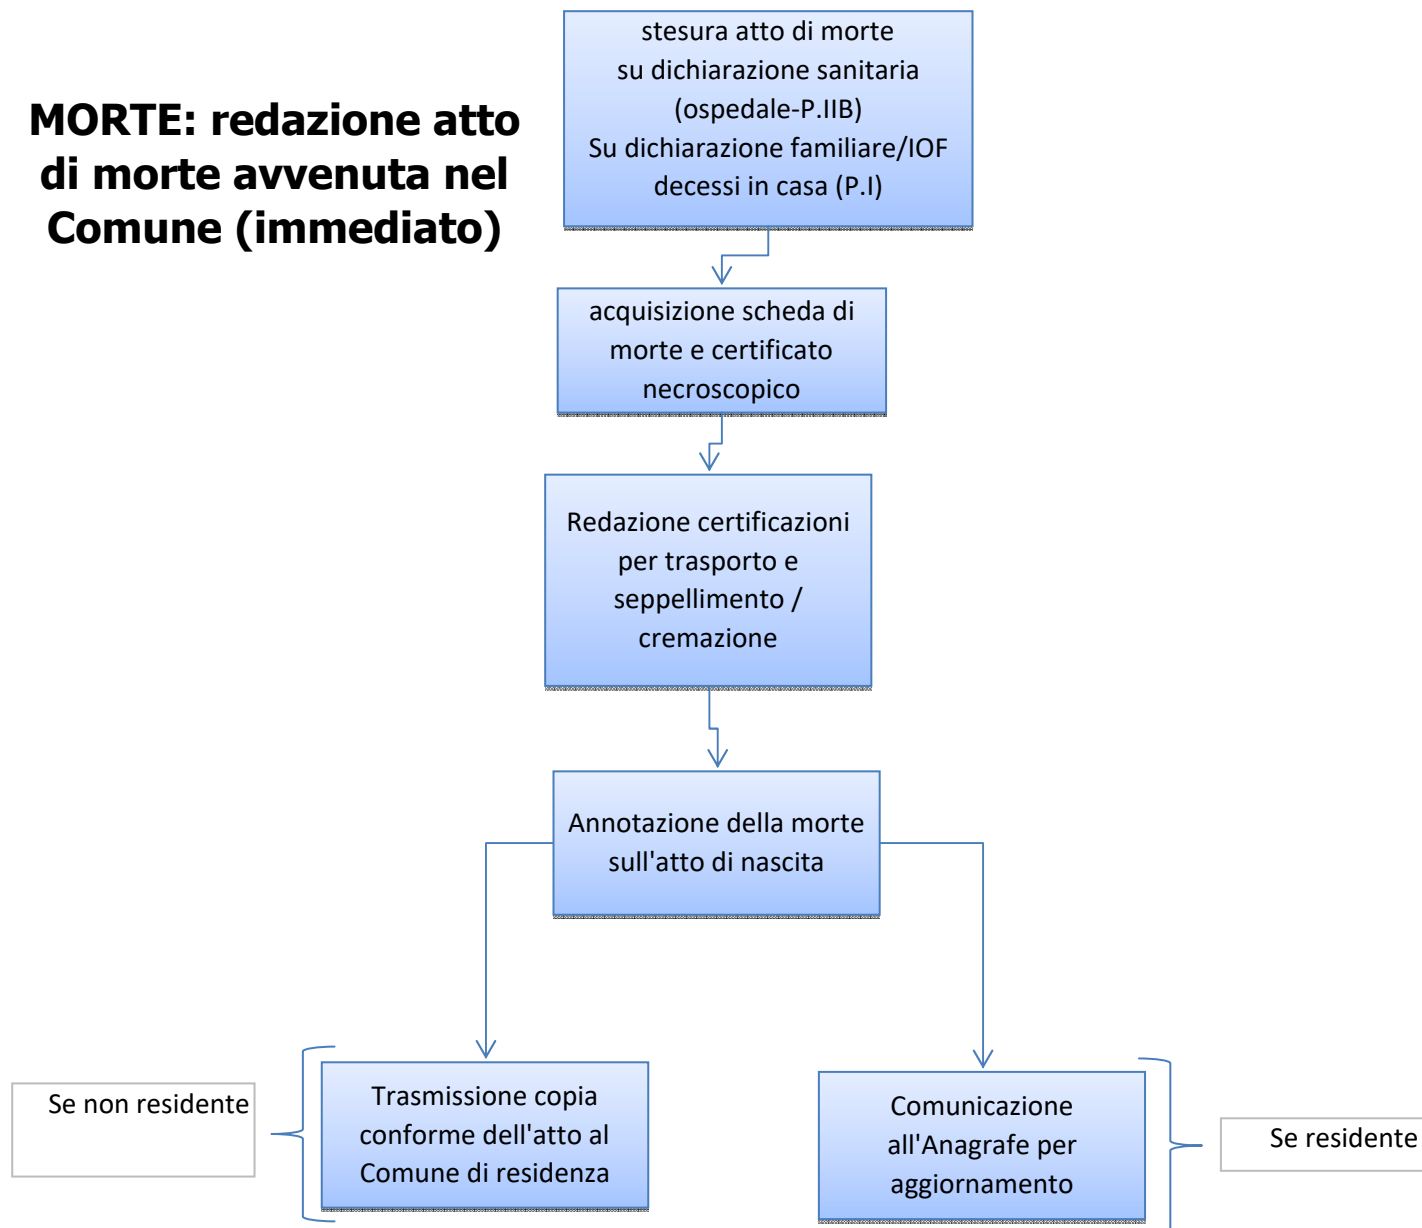 MORTE: redazione atto
di morte avvenuta nel
Comune (immediato)
stesura atto di morte
su dichiarazione sanitaria
(ospedale-P.IIB)
Su dichiarazione familiare/IOF
decessi in casa (P.I)
acquisizione scheda di
morte e certificato
necroscopico
Redazione certificazioni
per trasporto e
seppellimento /
cremazione
Annotazione della morte
sull'atto di nascita
Se non residente
Trasmissione copia
conforme dell'atto al
Comune di residenza
Comunicazione
all'Anagrafe per
aggiornamento
Se residente